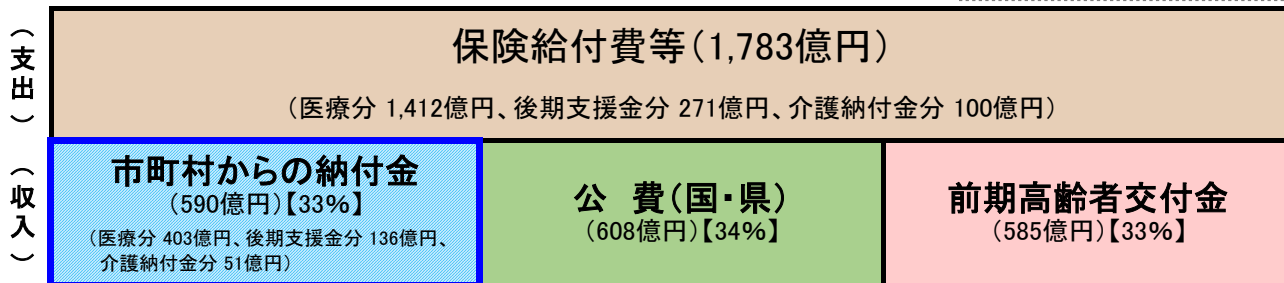 （支出）
保険給付費等（1,783億円）
（医療分 1,412億円、後期支援金分 271億円、介護納付金分 100億円）
（収入）
市町村からの納付金
（590億円）【33%】
（医療分 403億円、後期支援金分 136億円、
介護納付金分 51億円）
公　費（国・県）
（608億円）【34%】
前期高齢者交付金
（585億円）【33%】